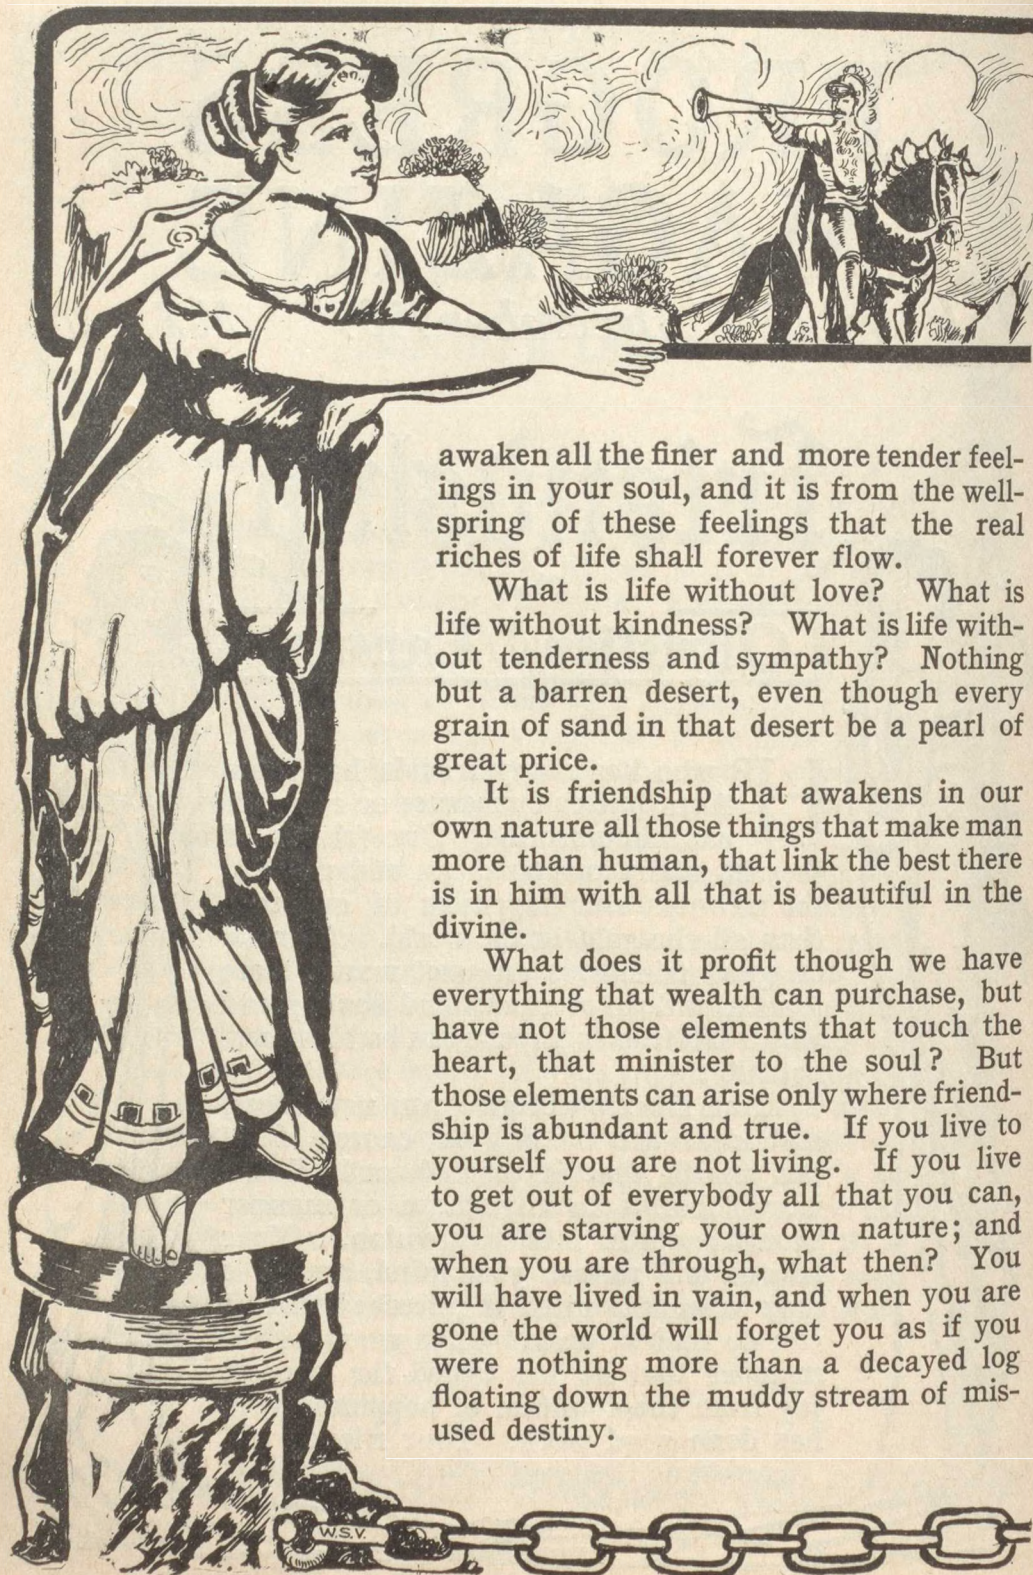 awaken all the finer and more tender feel-
ings in your soul, and it is from the well-
spring of these feelings that the real
riches of life shall forever flow.
What is life without love? What is
life without kindness? What is life with-
out tenderness and sympathy? Nothing
but a barren desert, even though every
grain of sand in that desert be a pearl of
great price.
It is friendship that awakens in our
own nature all those things that make man
more than human, that link the best there
is in him with all that is beautiful in the
divine.
What does it profit though we have
everything that wealth can purchase, but
have not those elements that touch the
heart, that minister to the soul? But
those elements can arise only where friend-
ship is abundant and true. If you live to
yourself you are not living. If you live
to get out of everybody all that you can,
you are starving your own nature; and
when you are through, what then? You
will have lived in vain, and when you are
gone the world will forget you as if you
were nothing more than a decayed log
floating down the muddy stream of mis-
used destiny.
W.S.V.